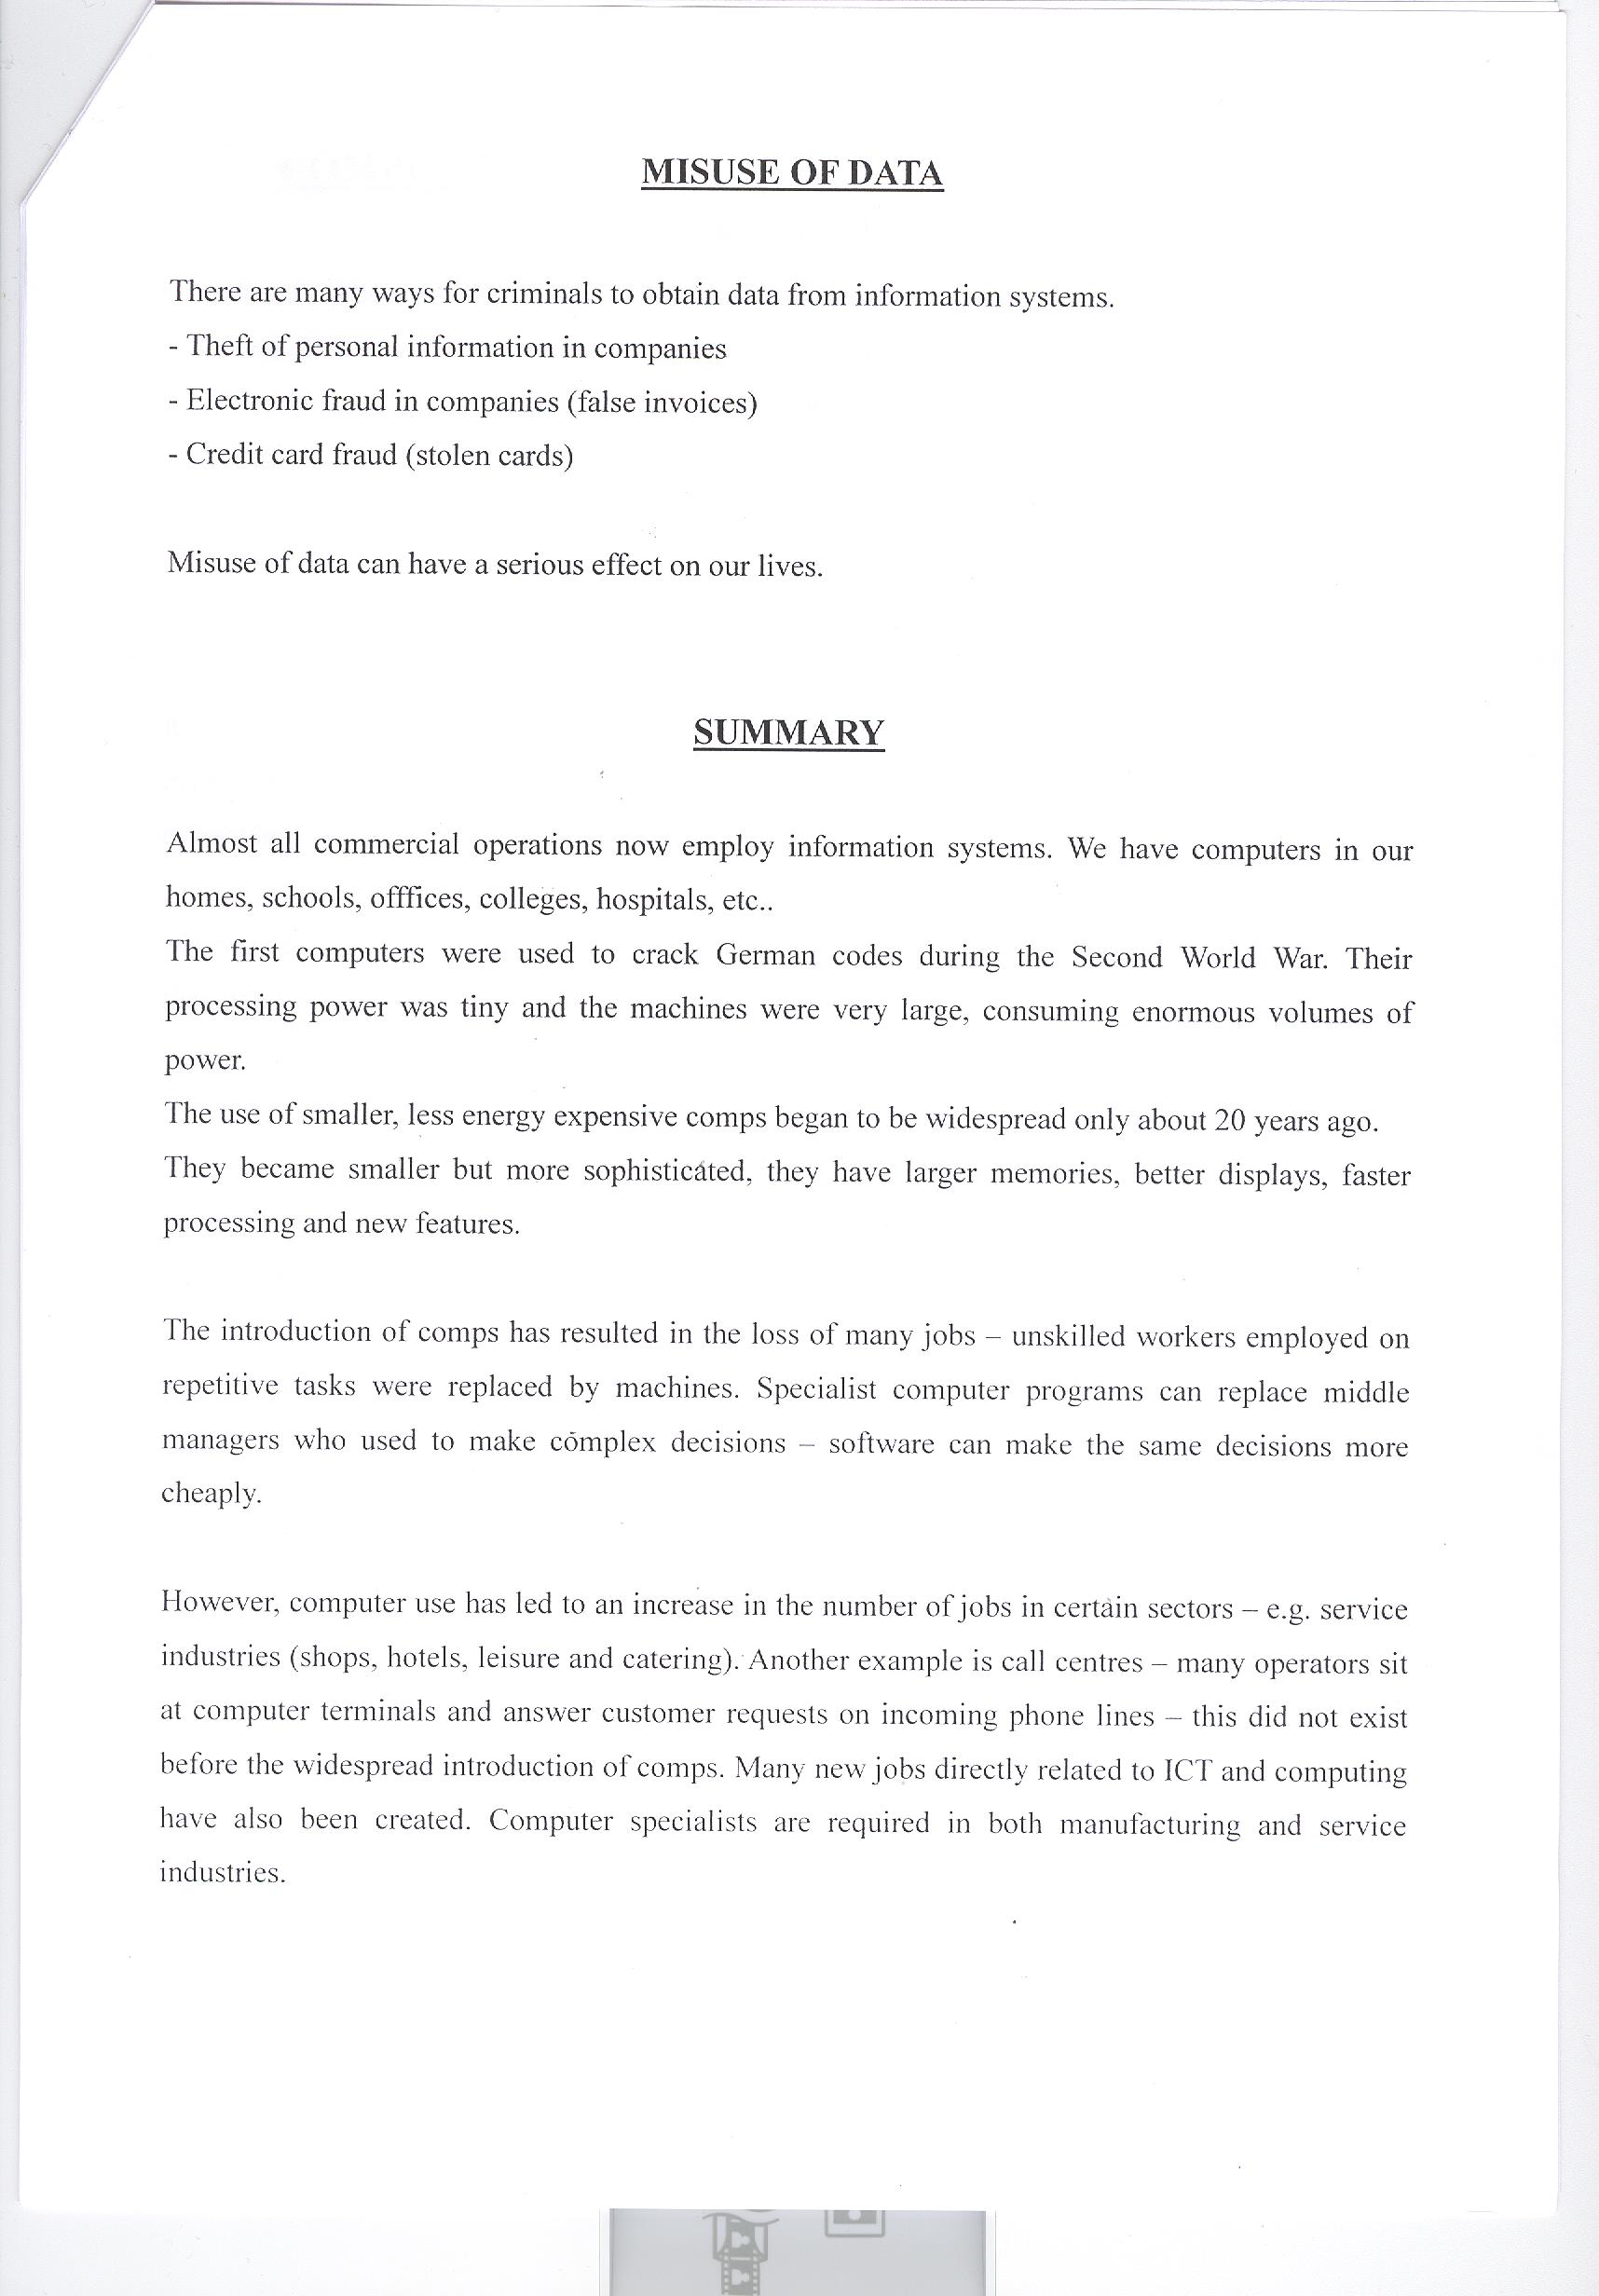 MISUSE OF DATA
There are many ways for criminals to obtain data from information systems.
- Theft of personal information in companies
- Electronic fraud in companies (false invoices)
- Credit card fraud (stolen cards)
Misuse of data can have a serious effect on our lives.
SUMMARY
Almost all commercial operations now employ information systems. We have computers in our
homes, schools, offfices, colleges, hospitals, etc..
The first computers were used to crack German codes during the Second World War. Their
processing power was tiny and the machines were very large, consuming enormous volumes of
power.
The use of smaller, less energy expensive comps began to be widespread only about 20 years ago.
They became smaller but more sophisticated, they have larger memories, better displays, faster
processing and new features.
The introduction of comps has resulted in the loss of many jobs – unskilled workers employed on
repetitive tasks were replaced by machines. Specialist computer programs can replace middle
managers who used to make complex decisions – software can make the same decisions more
cheaply.
However, computer use has led to an increase in the number of jobs in certain sectors – e.g. service
industries (shops, hotels, leisure and catering). Another example is call centres – many operators sit
at computer terminals and answer customer requests on incoming phone lines – this did not exist
before the widespread introduction of comps. Many new jobs directly related to ICT and computing
have also been created. Computer specialists are required in both manufacturing and service
industries.